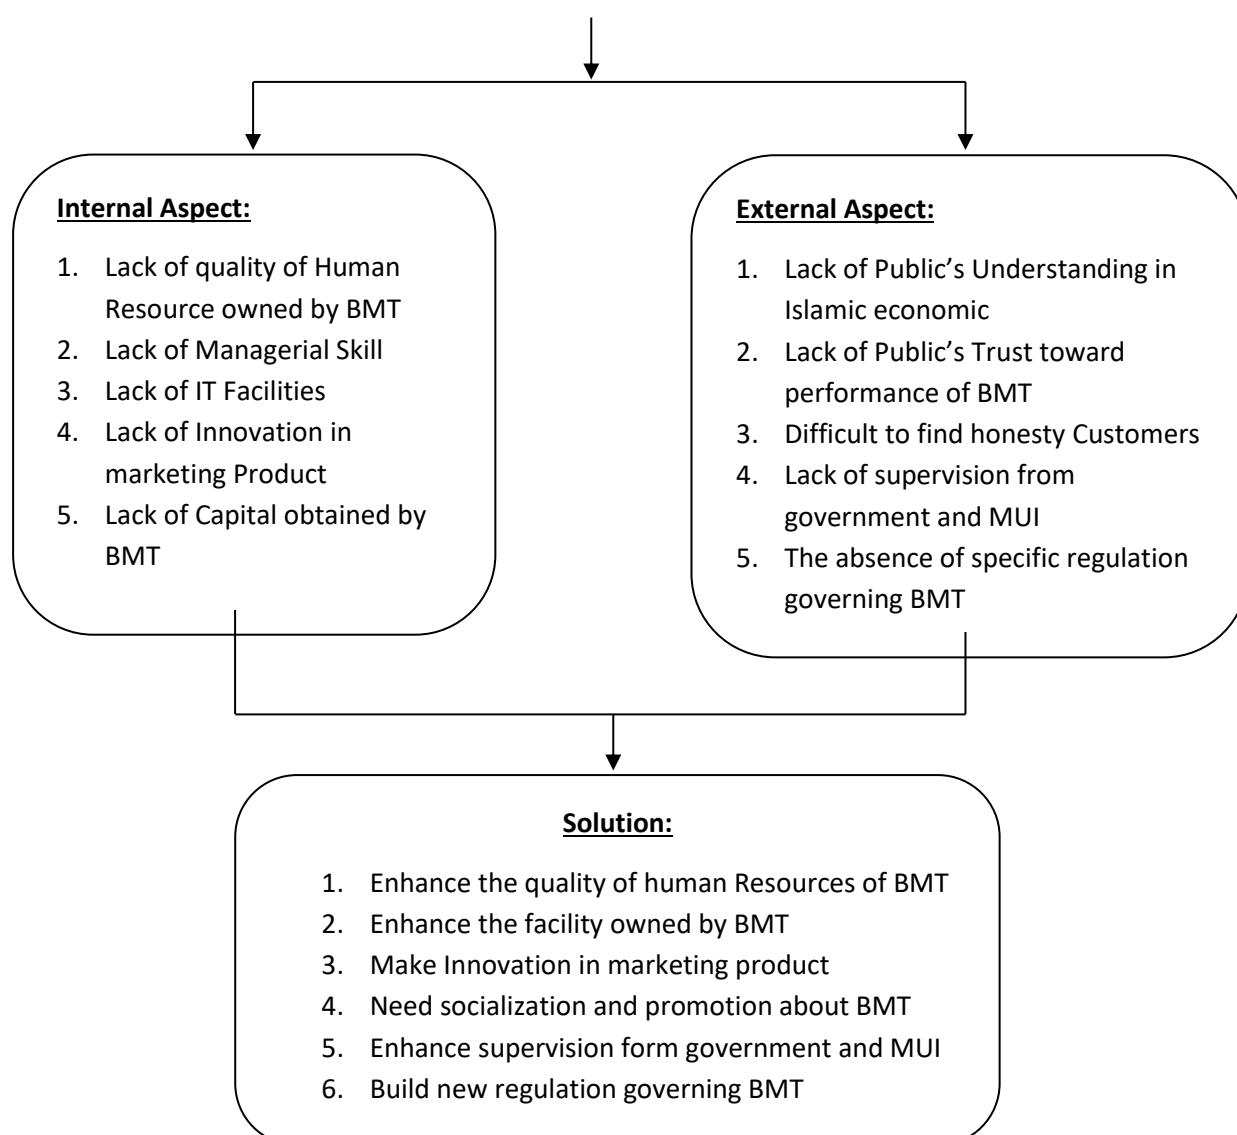 Internal Aspect:
1. Lack of quality of Human
Resource owned by BMT
2. Lack of Managerial Skill
3. Lack of IT Facilities
4. Lack of Innovation in
marketing Product
5. Lack of Capital obtained by
BMT
External Aspect:
1. Lack of Public’s Understanding in
Islamic economic
2. Lack of Public’s Trust toward
performance of BMT
3. Difficult to find honesty Customers
4. Lack of supervision from
government and MUI
5. The absence of specific regulation
governing BMT
Solution:
1. Enhance the quality of human Resources of BMT
2. Enhance the facility owned by BMT
3. Make Innovation in marketing product
4. Need socialization and promotion about BMT
5. Enhance supervision form government and MUI
6. Build new regulation governing BMT